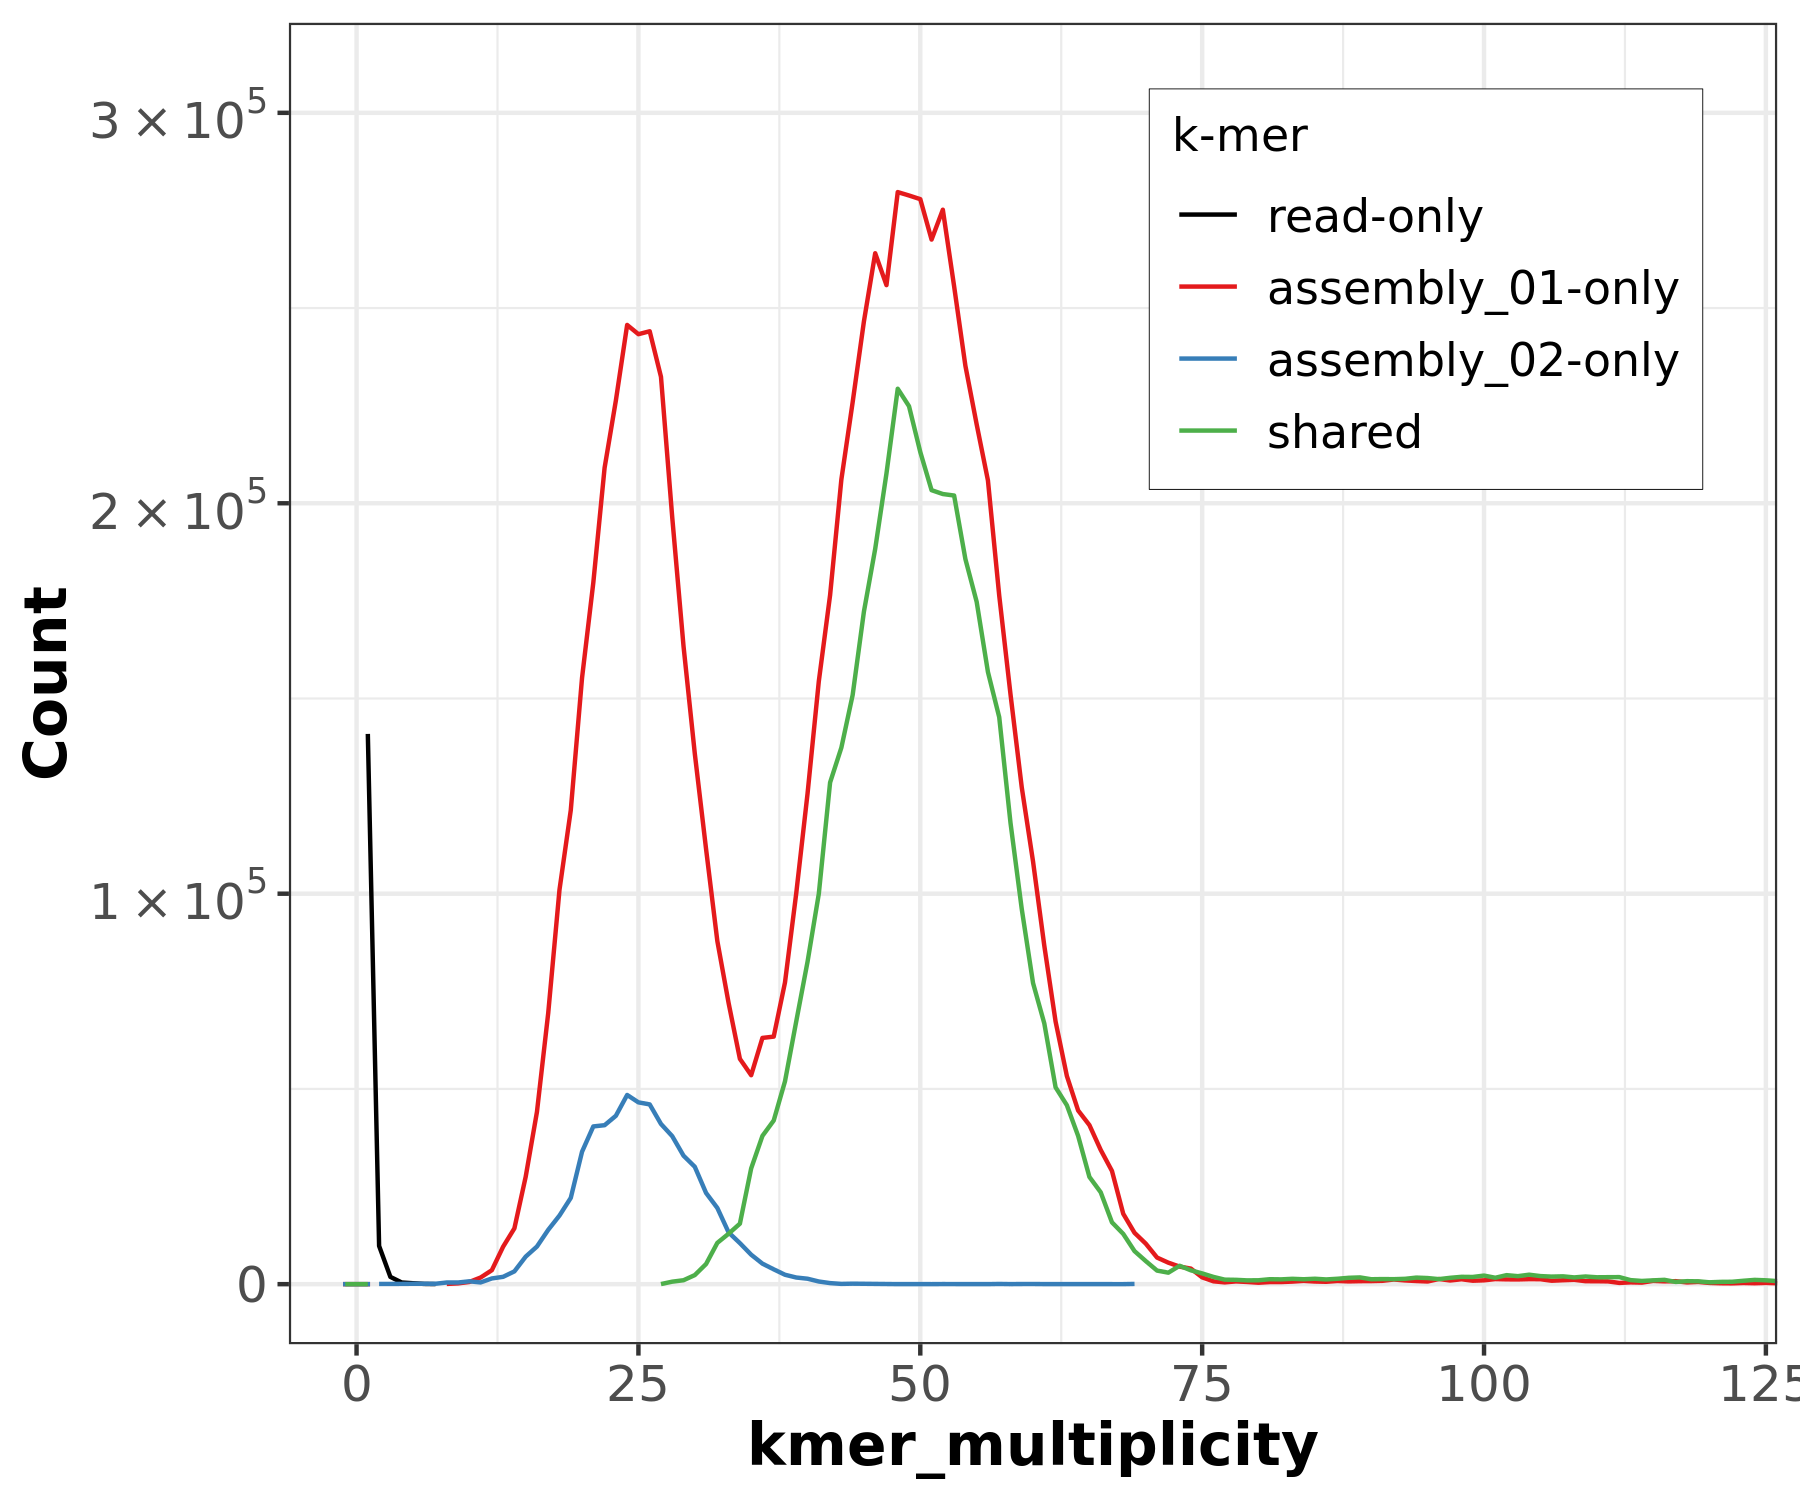 3 × 10⁵
2 × 10⁵
1 × 10⁵
0
Count
0 25 50 75 100 125
kmer_multiplicity
k-mer
read-only
assembly_01-only
assembly_02-only
shared